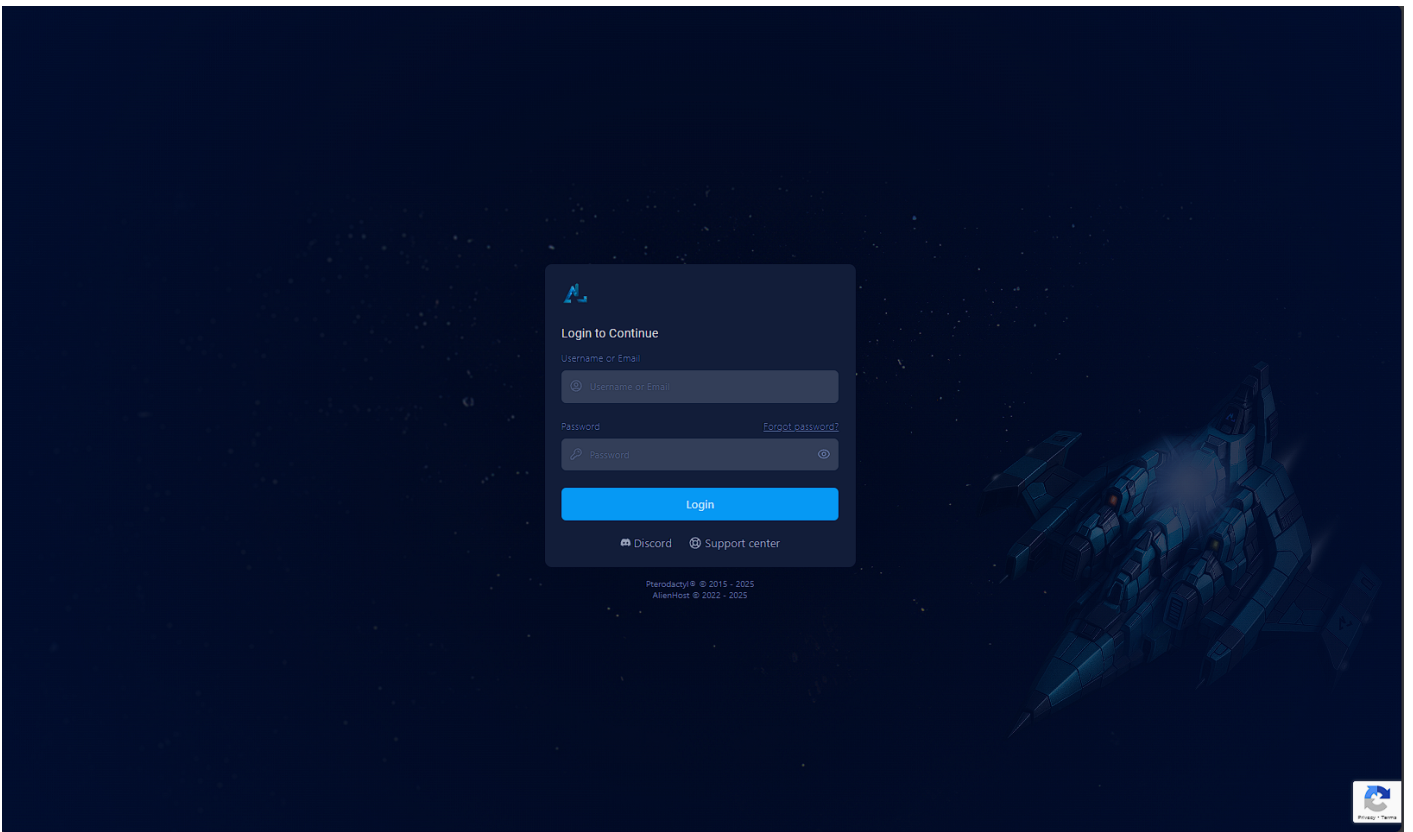 Login to Continue
Username or Email
Username or Email
Password Forgot password?
Password
Login
Discord Support center
Pterodactyl® © 2015 - 2025
AlienHost © 2022 - 2025
Privacy - Terms